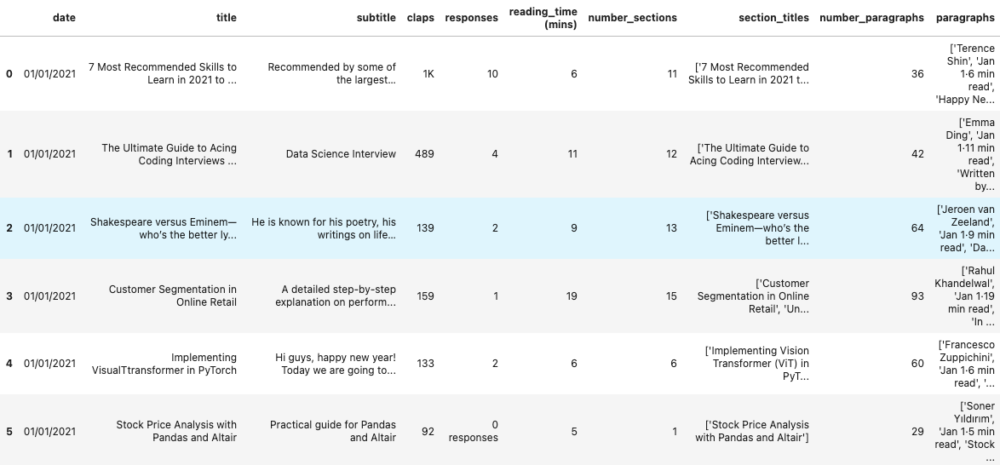 date title subtitle claps responses reading_time (mins) number_sections section_titles number_paragraphs paragraphs
0 01/01/2021 7 Most Recommended Skills to Learn in 2021 to ... Recommended by some of the largest... 1K 10 6 11 ['7 Most Recommended Skills to Learn in 2021 t... 36 ['Terence Shin', 'Jan 1·6 min read', 'Happy Ne...
1 01/01/2021 The Ultimate Guide to Acing Coding Interviews ... Data Science Interview 489 4 11 12 ['The Ultimate Guide to Acing Coding Interview... 42 ['Emma Ding', 'Jan 1·11 min read', 'Written by...
2 01/01/2021 Shakespeare versus Eminem—who's the better ly... He is known for his poetry, his writings on life... 139 2 9 13 ['Shakespeare versus Eminem—who's the better l... 64 ['Jeroen van Zeeland', 'Jan 1·9 min read', 'Da...
3 01/01/2021 Customer Segmentation in Online Retail A detailed step-by-step explanation on perform... 159 1 19 15 ['Customer Segmentation in Online Retail', 'Un... 93 ['Rahul Khandelwal', 'Jan 1·19 min read', 'In ...
4 01/01/2021 Implementing VisualTtransformer in PyTorch Hi guys, happy new year! Today we are going to... 133 2 6 6 ['Implementing Vision Transformer (ViT) in PyT... 60 ['Francesco Zuppichini', 'Jan 1·6 min read', '...
5 01/01/2021 Stock Price Analysis with Pandas and Altair Practical guide for Pandas and Altair 92 0 responses 5 1 ['Stock Price Analysis with Pandas and Altair'] 29 ['Soner Yıldırım', 'Jan 1·5 min read', 'Stock ...